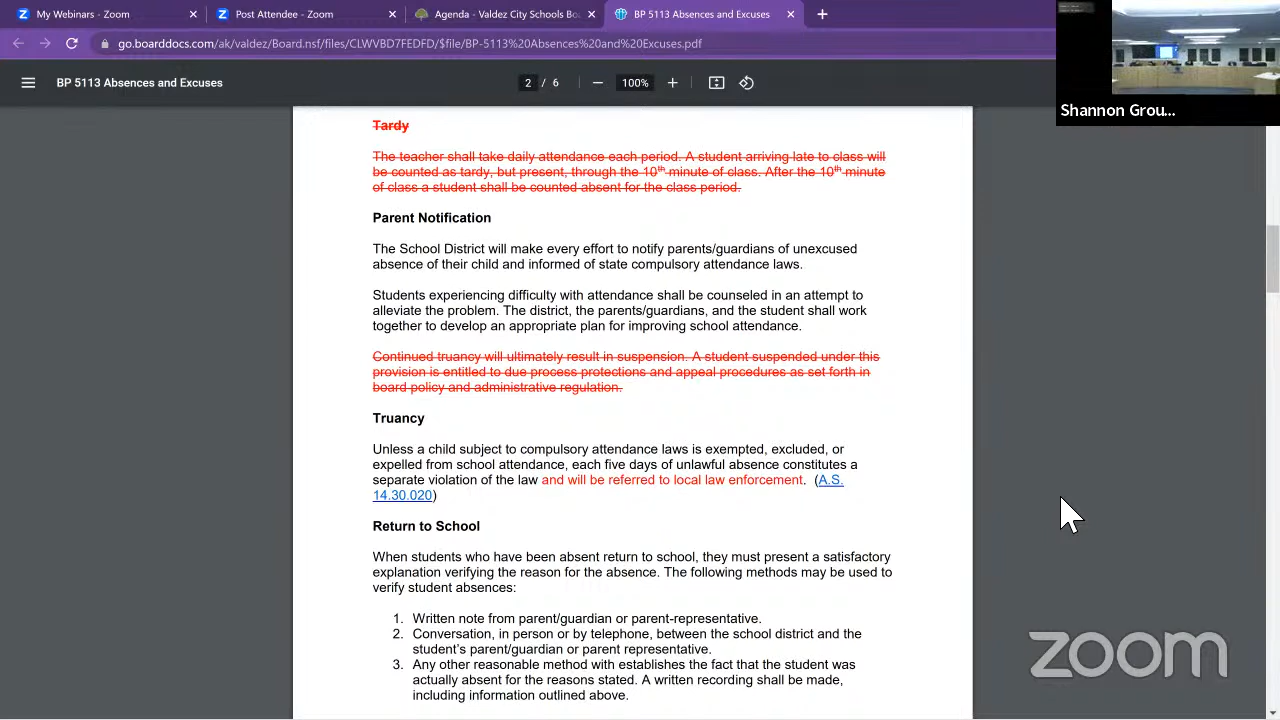 My Webinars - Zoom
Post Attendee - Zoom
Agenda - Valdez City Schools Bo
BP 5113 Absences and Excuses
go.boarddocs.com/ak/valdez/Board.nsf/files/CLWVBD7FEDFD/$file/BP-5113%20Absences%20and%20Excuses.pdf
BP 5113 Absences and Excuses
2 / 6
100%
Shannon Grou...
Tardy
The teacher shall take daily attendance each period. A student arriving late to class will
be counted as tardy, but present, through the 10th minute of class. After the 10th minute
of class a student shall be counted absent for the class period.
Parent Notification
The School District will make every effort to notify parents/guardians of unexcused
absence of their child and informed of state compulsory attendance laws.
Students experiencing difficulty with attendance shall be counseled in an attempt to
alleviate the problem. The district, the parents/guardians, and the student shall work
together to develop an appropriate plan for improving school attendance.
Continued truancy will ultimately result in suspension. A student suspended under this
provision is entitled to due process protections and appeal procedures as set forth in
board policy and administrative regulation.
Truancy
Unless a child subject to compulsory attendance laws is exempted, excluded, or
expelled from school attendance, each five days of unlawful absence constitutes a
separate violation of the law and will be referred to local law enforcement. (A.S.
14.30.020)
Return to School
When students who have been absent return to school, they must present a satisfactory
explanation verifying the reason for the absence. The following methods may be used to
verify student absences:
1. Written note from parent/guardian or parent-representative.
2. Conversation, in person or by telephone, between the school district and the
student's parent/guardian or parent representative.
3. Any other reasonable method with establishes the fact that the student was
actually absent for the reasons stated. A written recording shall be made,
including information outlined above.
zoom